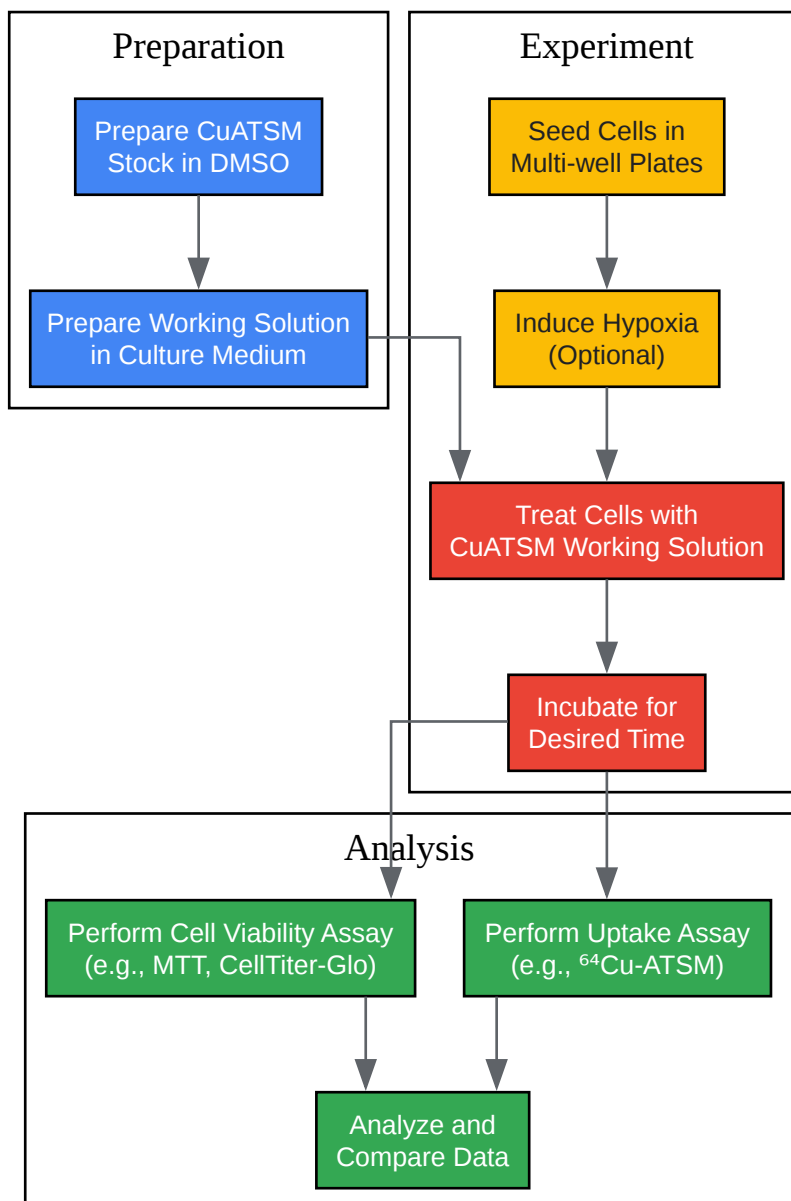 Preparation
Prepare CuATSM
Stock in DMSO
Prepare Working Solution
in Culture Medium
Experiment
Seed Cells in
Multi-well Plates
Induce Hypoxia
(Optional)
Treat Cells with
CuATSM Working Solution
Incubate for
Desired Time
Analysis
Perform Cell Viability Assay
(e.g., MTT, CellTiter-Glo)
Perform Uptake Assay
(e.g., ⁶⁴Cu-ATSM)
Analyze and
Compare Data